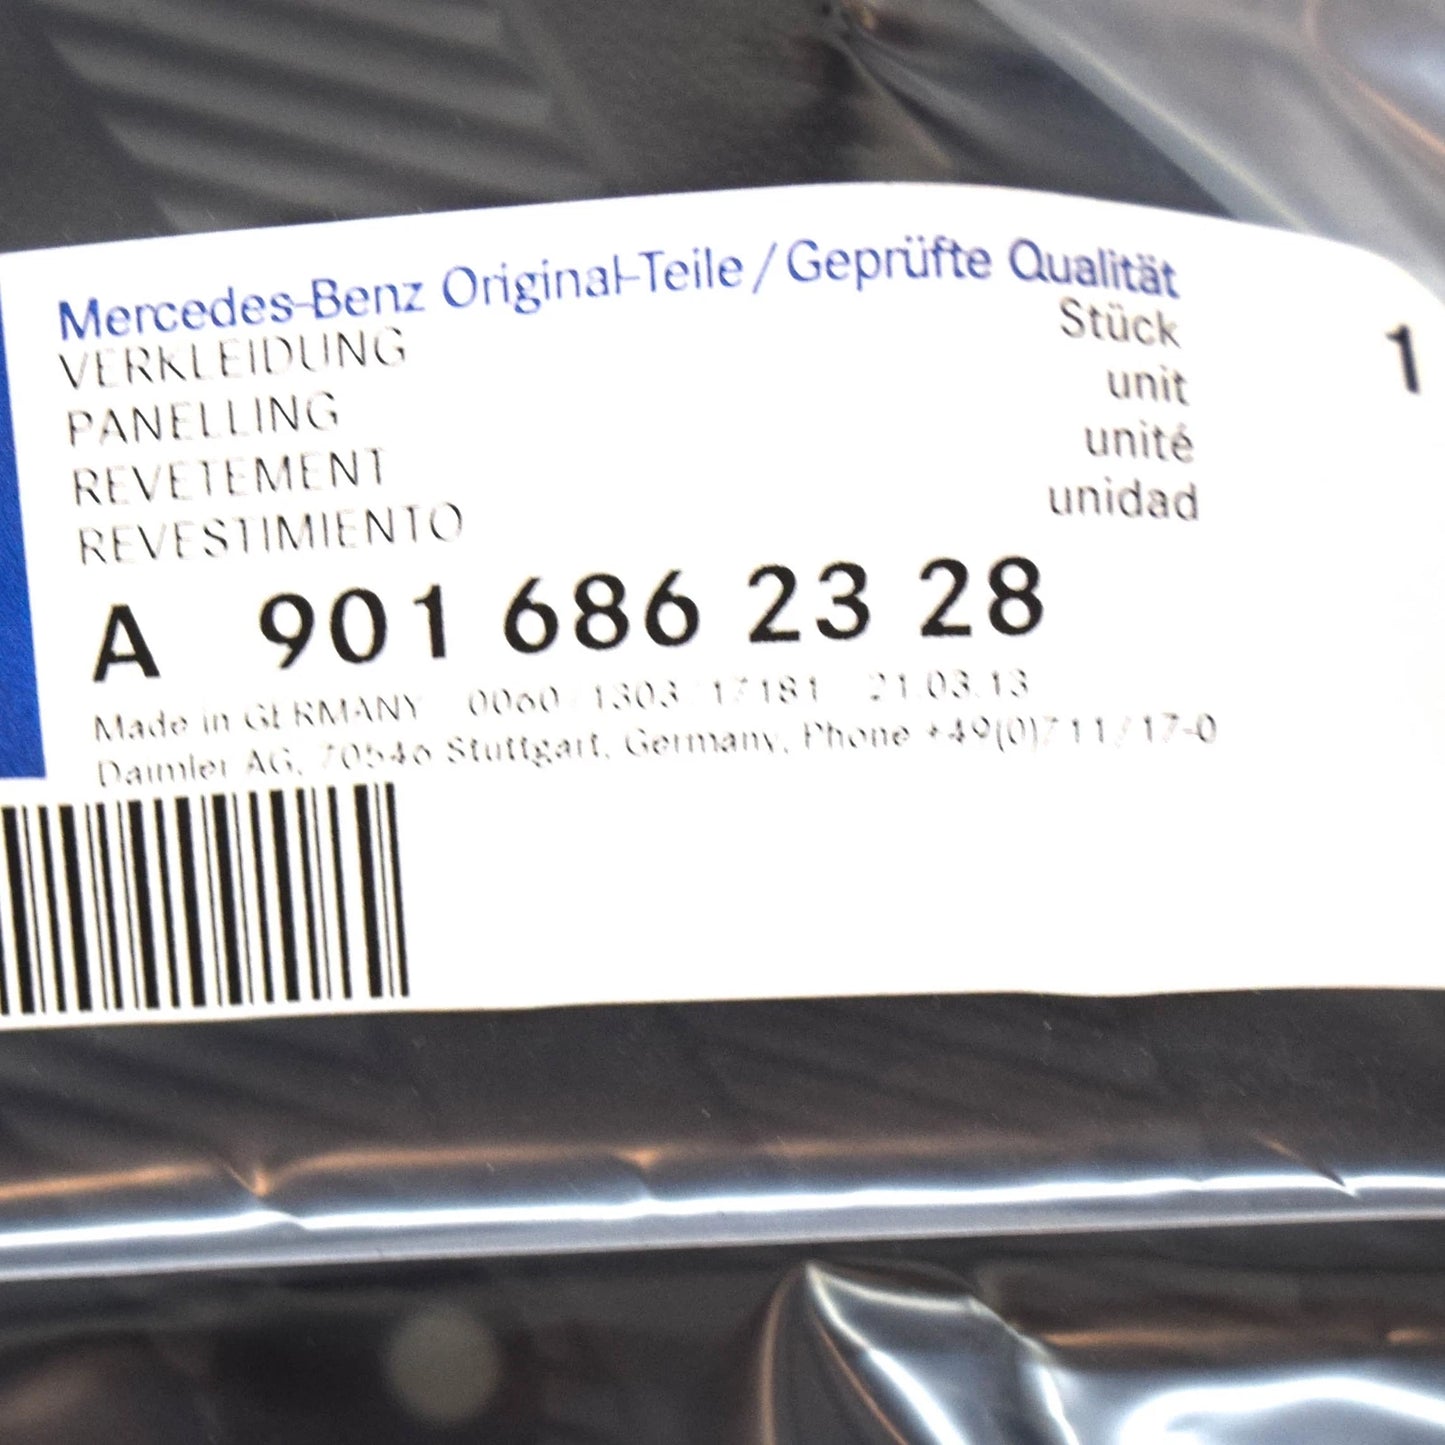 Mercedes-Benz Original-Teile / Geprüfte Qualität
VERKLEIDUNG Stück 1
PANELLING unit
REVETEMENT unité
REVESTIMIENTO unidad
A 901 686 23 28
Made in GERMANY 0060/1303/17181 21.03.13
Daimler AG, 70546 Stuttgart, Germany, Phone +49(0)711/17-0